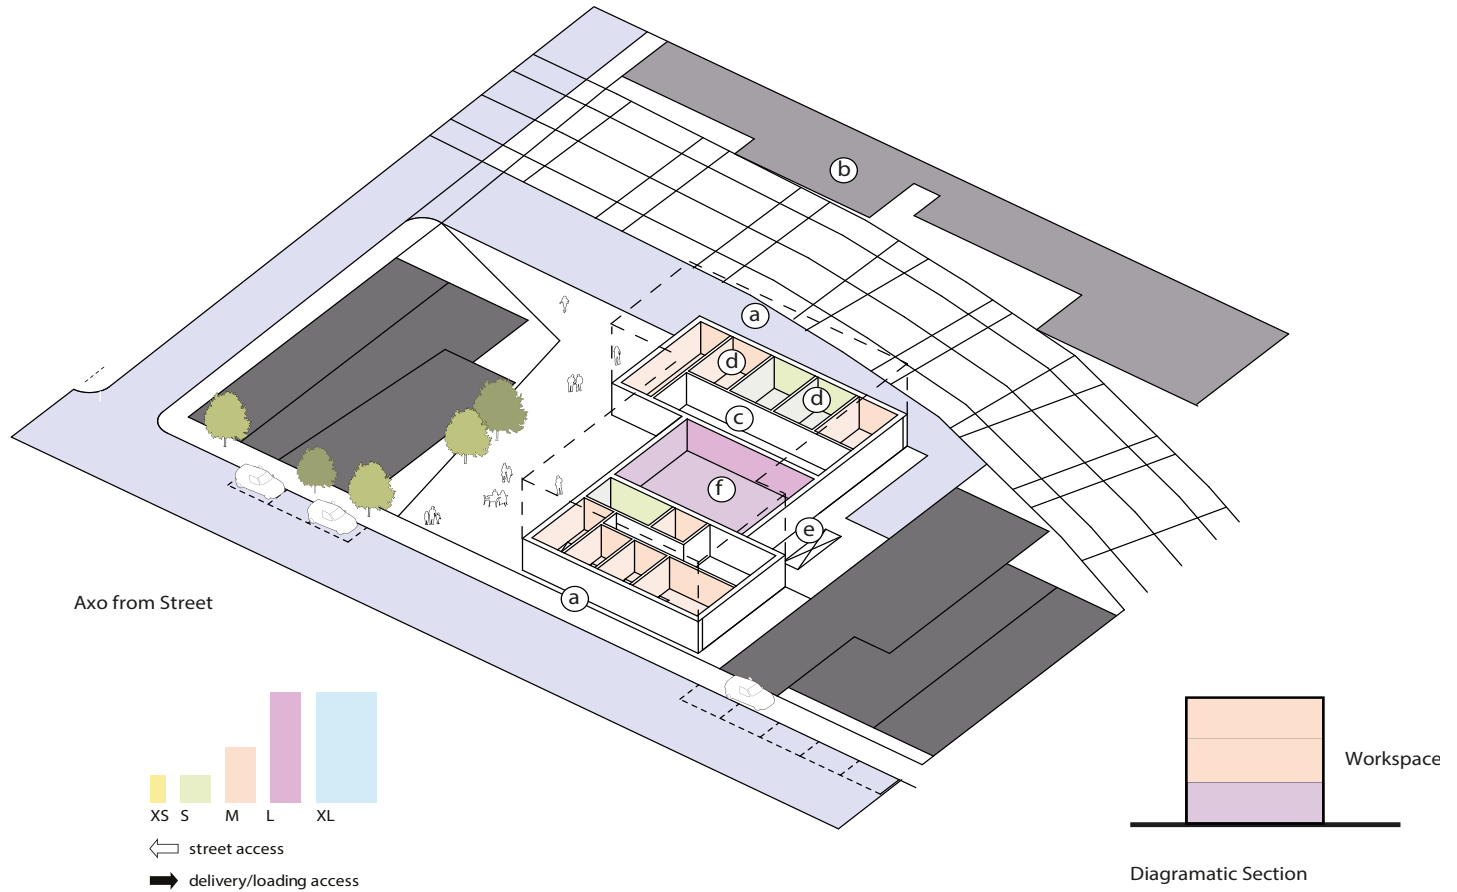 b
a
d
d
c
f
e
a
Axo from Street
XS S M L XL
street access
delivery/loading access
Workspace
Diagramatic Section